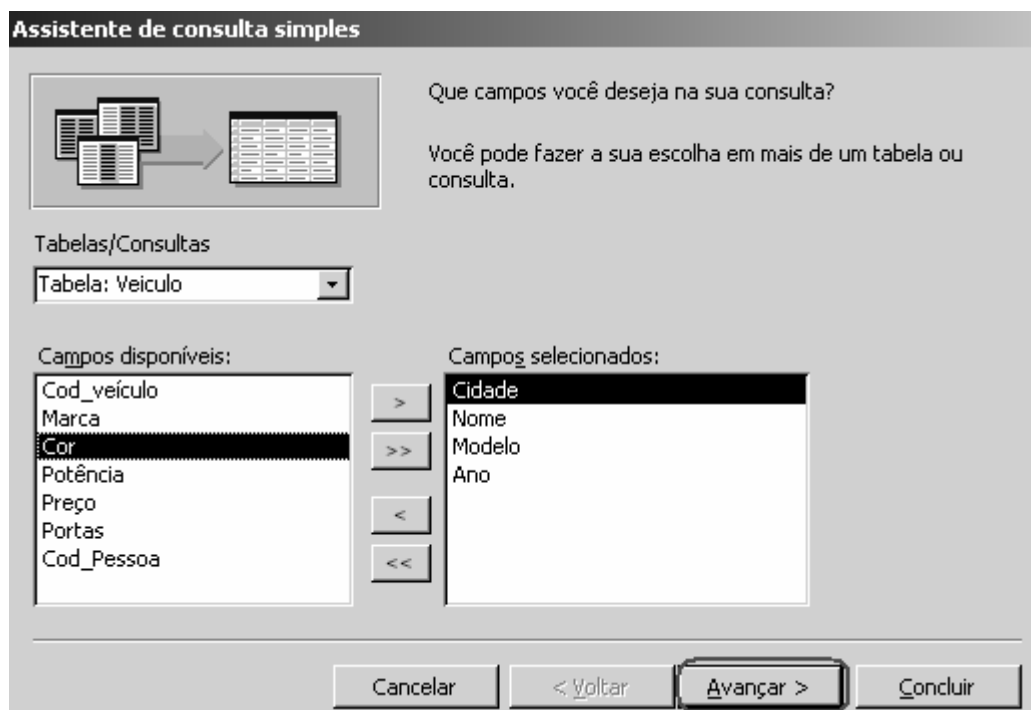 Assistente de consulta simples
Que campos você deseja na sua consulta?
Você pode fazer a sua escolha em mais de um tabela ou
consulta.
Tabelas/Consultas
Tabela: Veiculo
Campos disponíveis:
Cod_veículo
Marca
Cor
Potência
Preço
Portas
Cod_Pessoa
>
>>
<
<<
Campos selecionados:
Cidade
Nome
Modelo
Ano
Cancelar
< Voltar
Avançar >
Concluir